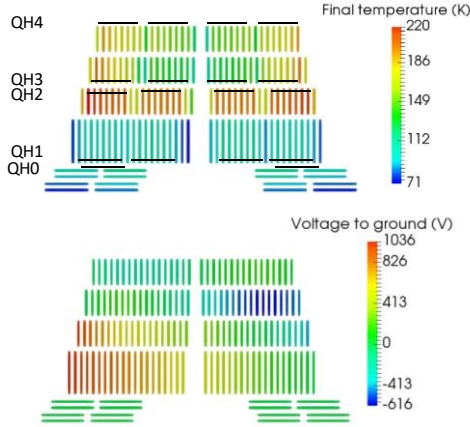 Final temperature (K)
QH4
220
186
QH3
149
QH2
112
QH1
71
QH0
Voltage to ground (V)
1036
826
413
0
-413
-616